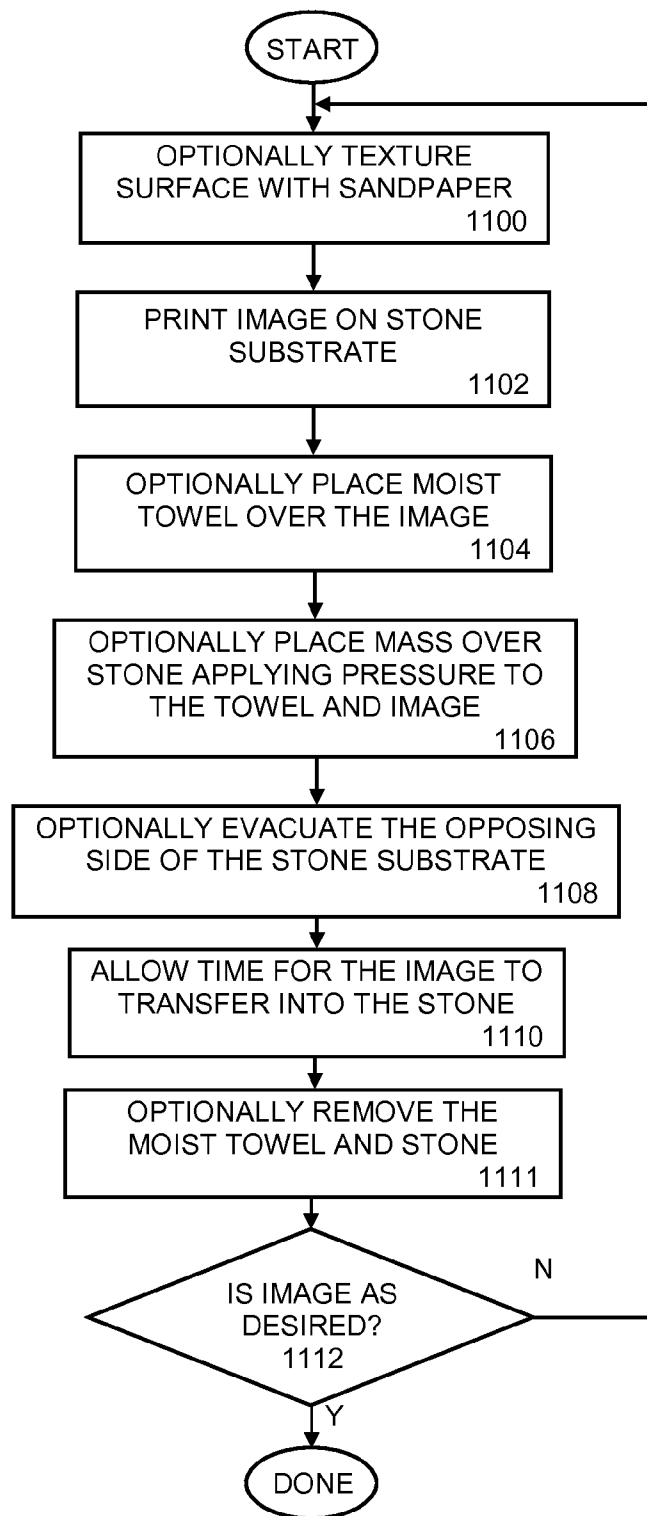 START
OPTIONALLY TEXTURE
SURFACE WITH SANDPAPER
1100
PRINT IMAGE ON STONE
SUBSTRATE
1102
OPTIONALLY PLACE MOIST
TOWEL OVER THE IMAGE
1104
OPTIONALLY PLACE MASS OVER
STONE APPLYING PRESSURE TO
THE TOWEL AND IMAGE
1106
OPTIONALLY EVACUATE THE OPPOSING
SIDE OF THE STONE SUBSTRATE
1108
ALLOW TIME FOR THE IMAGE TO
TRANSFER INTO THE STONE
1110
OPTIONALLY REMOVE THE
MOIST TOWEL AND STONE
1111
N
IS IMAGE AS
DESIRED?
1112
Y
DONE